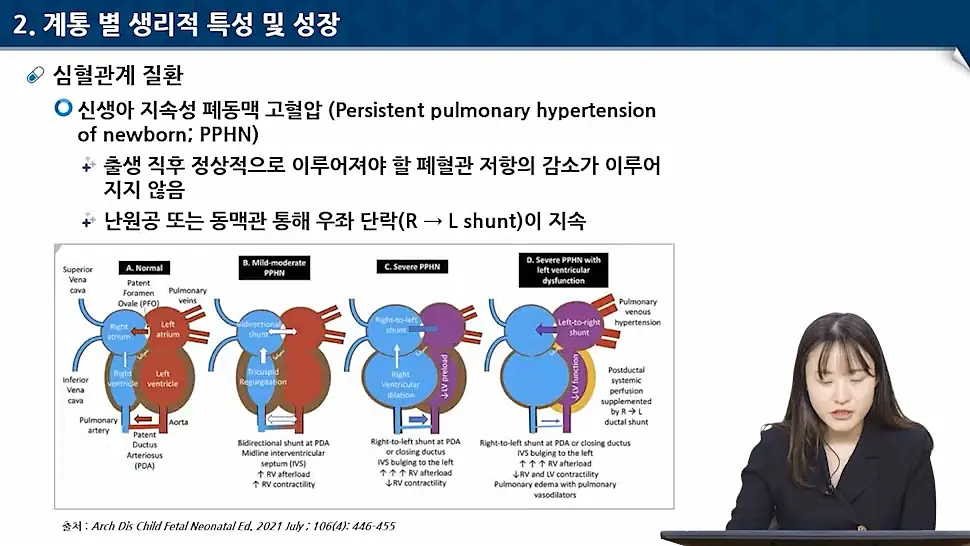 2. 계통 별 생리적 특성 및 성장
심혈관계 질환
신생아 지속성 폐동맥 고혈압 (Persistent pulmonary hypertension
of newborn; PPHN)
출생 직후 정상적으로 이루어져야 할 폐혈관 저항의 감소가 이루어
지지 않음
난원공 또는 동맥관 통해 우좌 단락(R → L shunt)이 지속
A. Normal
Superior
Vena
cava
Patent
Foramen
Ovale (PFO)
Pulmonary
veins
Right
atrium
Left
atrium
Right
ventricle
Left
ventricle
Inferior
Vena
cava
Pulmonary
artery
Aorta
Patent
Ductus
Arteriosus
(PDA)
B. Mild-moderate
PPHN
Bidirectional
shunt
Tricuspid
Regurgitation
Bidirectional shunt at PDA
Midline interventricular
septum (IVS)
↑ RV afterload
↑ RV contractility
C. Severe PPHN
Right-to-left
shunt
Right
Ventricular
dilation
↓LV preload
Right-to-left shunt at PDA
or closing ductus
IVS bulging to the left
↑ ↑ ↑ RV afterload
↓RV contractility
D. Severe PPHN with
left ventricular
dysfunction
Left-to-right
shunt
Pulmonary
venous
hypertension
↓LV function
Postductal
systemic
perfusion
supplemented
by R → L
ductal shunt
Right-to-left shunt at PDA or closing ductus
IVS bulging to the left
↑ ↑ ↑ RV afterload
↓RV and LV contractility
Pulmonary edema with pulmonary
vasodilators
출처 : Arch Dis Child Fetal Neonatal Ed, 2021 July ; 106(4): 446-455